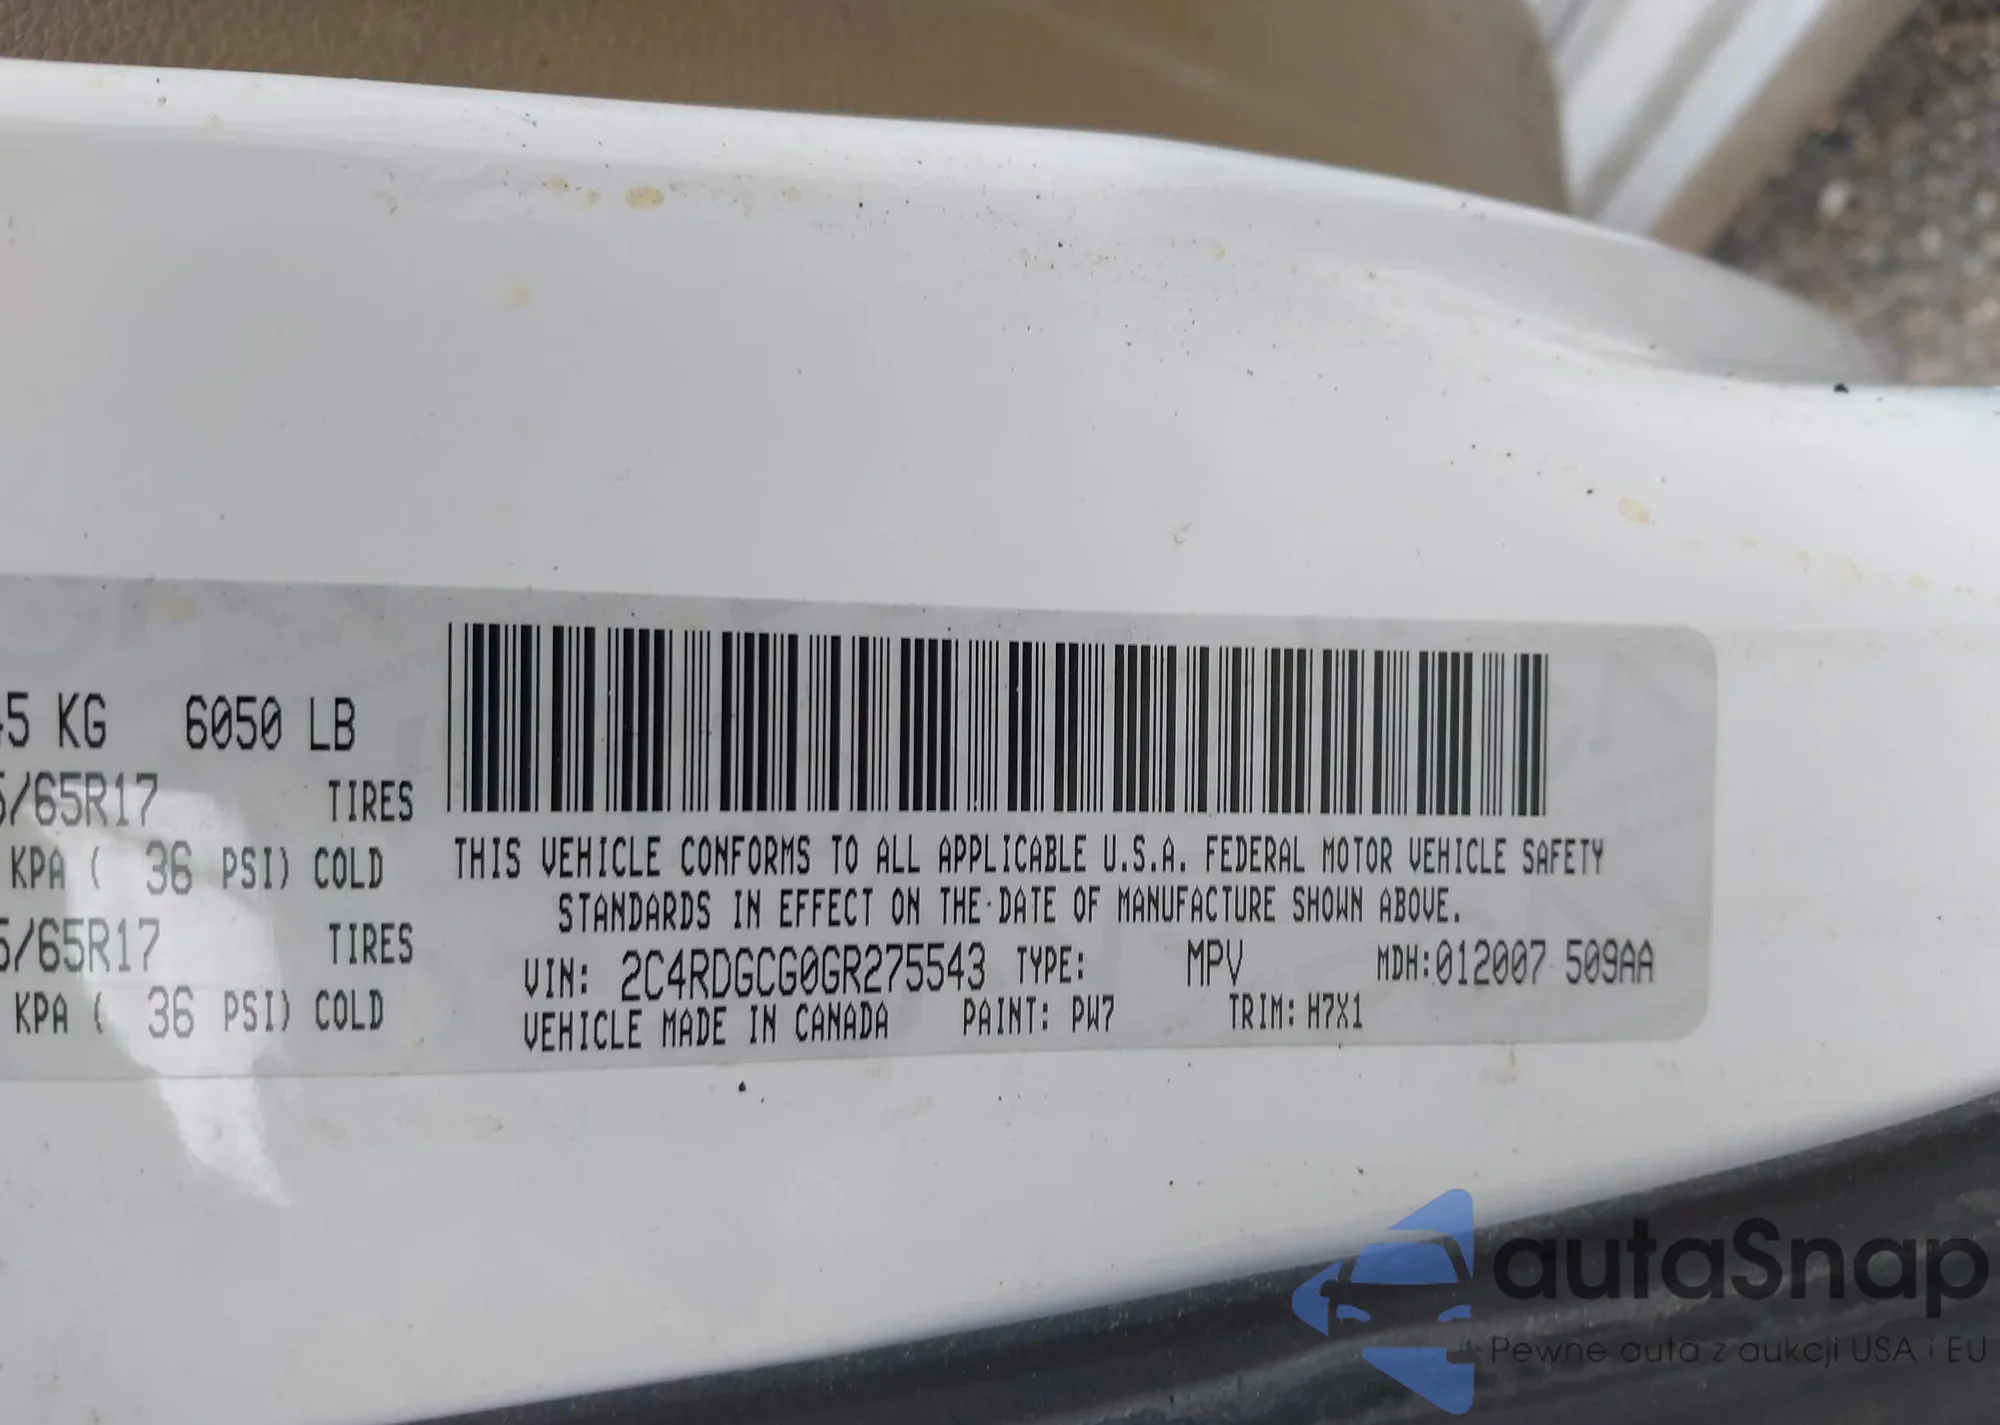 45 KG 6050 LB
5/65R17 TIRES
KPA ( 36 PSI) COLD
5/65R17 TIRES
KPA ( 36 PSI) COLD
THIS VEHICLE CONFORMS TO ALL APPLICABLE U.S.A. FEDERAL MOTOR VEHICLE SAFETY
STANDARDS IN EFFECT ON THE DATE OF MANUFACTURE SHOWN ABOVE.
VIN: 2C4RDGCG0GR275543 TYPE: MPV MDH:012007 509AA
VEHICLE MADE IN CANADA PAINT: PW7 TRIM: H7X1
autaSnap
Pewne auta z aukcji USA i EU